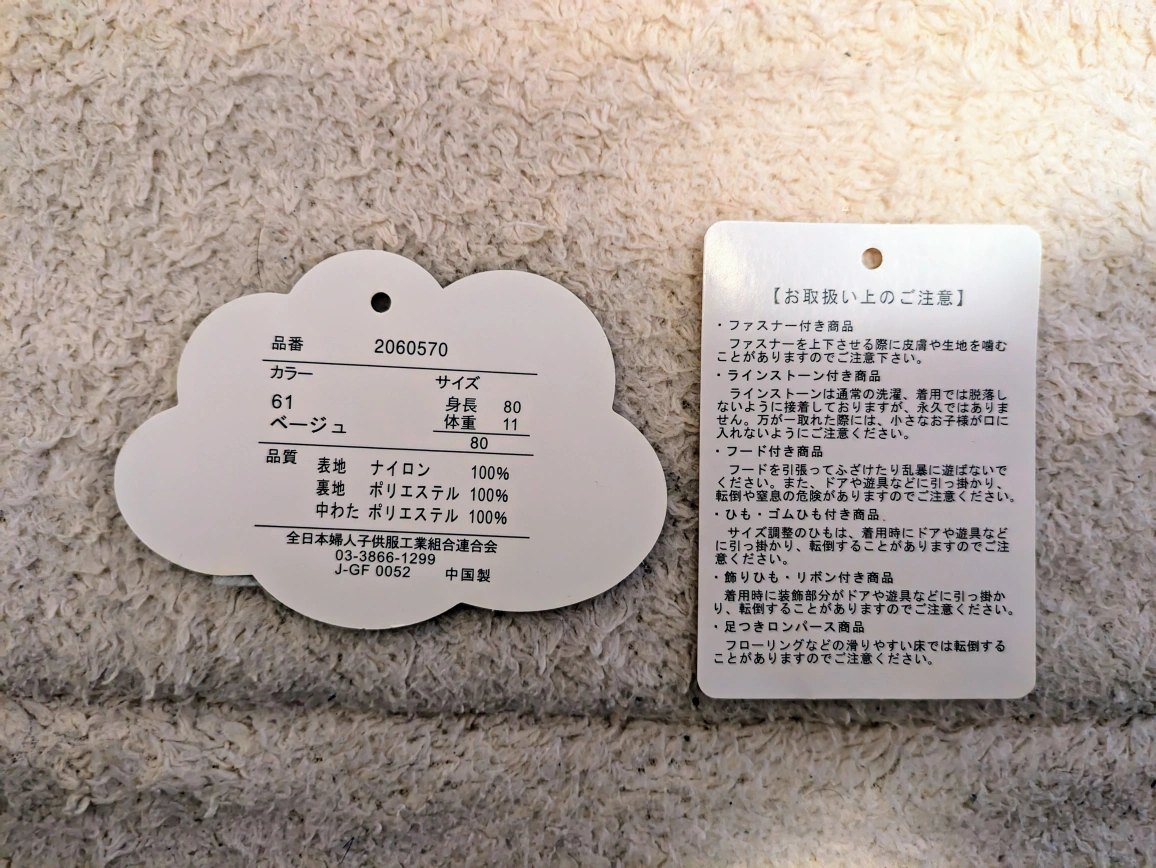 品番 2060570
カラー サイズ
61 身長 80
ベージュ 体重 11
80
品質 表地 ナイロン 100%
裏地 ポリエステル 100%
中わた ポリエステル 100%
全日本婦人子供服工業組合連合会
03-3866-1299
J-GF 0052 中国製
【お取扱い上のご注意】
・ファスナー付き商品
ファスナーを上下させる際に皮膚や生地を噛む
ことがありますのでご注意下さい。
・ラインストーン付き商品
ラインストーンは通常の洗濯、着用では脱落し
ないように接着しておりますが、永久ではありま
せん。万が一取れた際には、小さなお子様が口に
入れないようにご注意ください。
・フード付き商品
フードを引張ってふざけたり乱暴に遊ばないで
ください。また、ドアや遊具などに引っ掛かり、
転倒や窒息の危険がありますのでご注意ください。
・ひも・ゴムひも付き商品
サイズ調整のひもは、着用時にドアや遊具など
に引っ掛かり、転倒することがありますのでご注
意ください。
・飾りひも・リボン付き商品
着用時に装飾部分がドアや遊具などに引っ掛か
り、転倒することがありますのでご注意ください。
・足つきロンパース商品
フローリングなどの滑りやすい床では転倒する
ことがありますのでご注意ください。